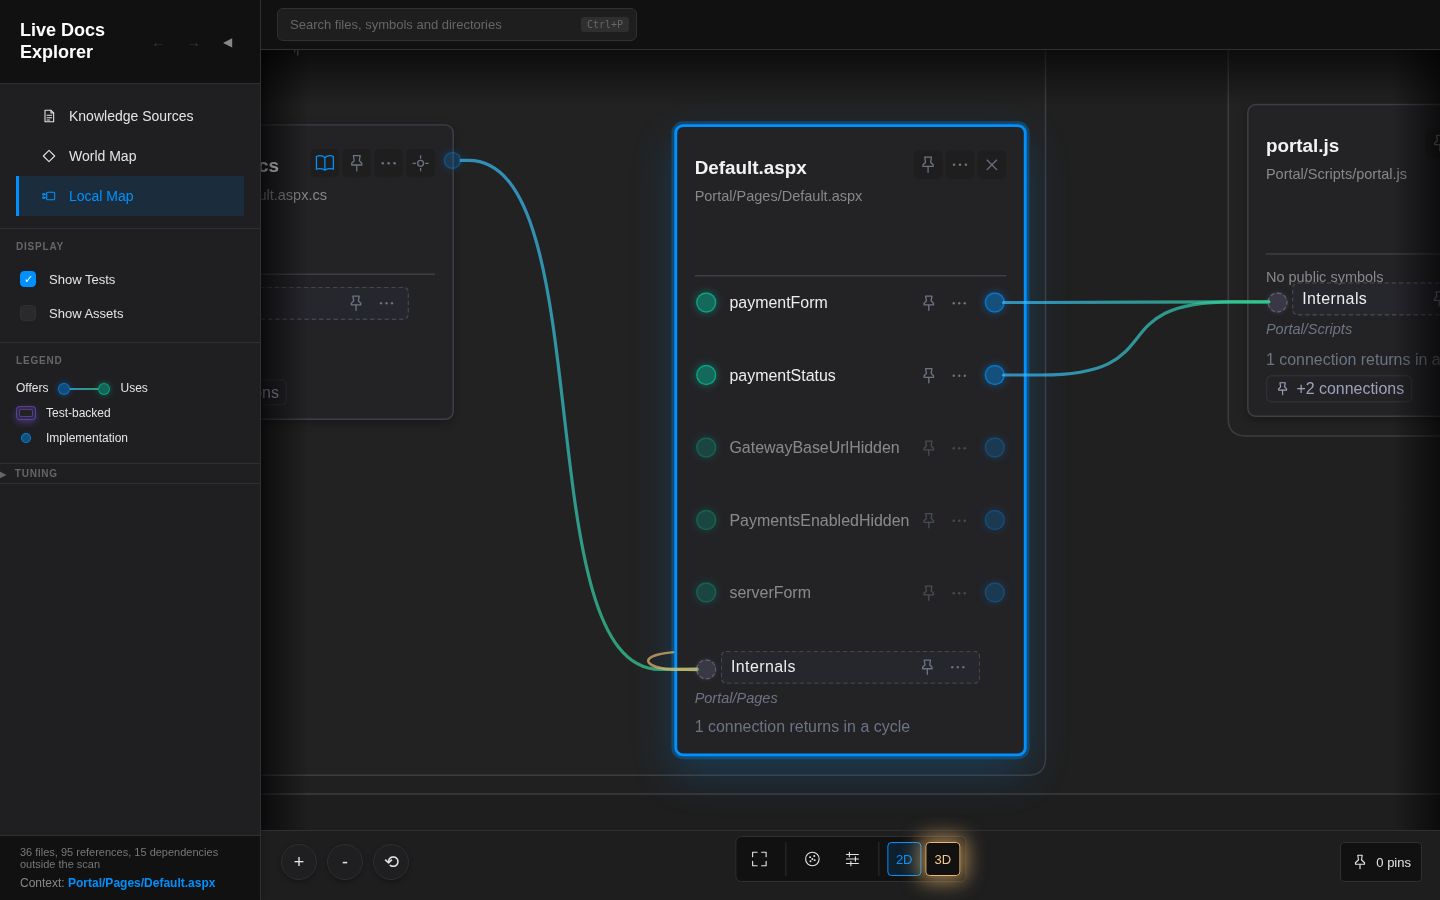 Live Docs
Explorer
Search files, symbols and directories
Ctrl+P
Knowledge Sources
World Map
Local Map
DISPLAY
Show Tests
Show Assets
LEGEND
Offers
Uses
Test-backed
Implementation
TUNING
36 files, 95 references, 15 dependencies
outside the scan
Context: Portal/Pages/Default.aspx
cs
ult.aspx.cs
ns
Default.aspx
Portal/Pages/Default.aspx
paymentForm
paymentStatus
GatewayBaseUrlHidden
PaymentsEnabledHidden
serverForm
Internals
Portal/Pages
1 connection returns in a cycle
portal.js
Portal/Scripts/portal.js
No public symbols
Internals
Portal/Scripts
1 connection returns in a
+2 connections
+
-
2D
3D
0 pins